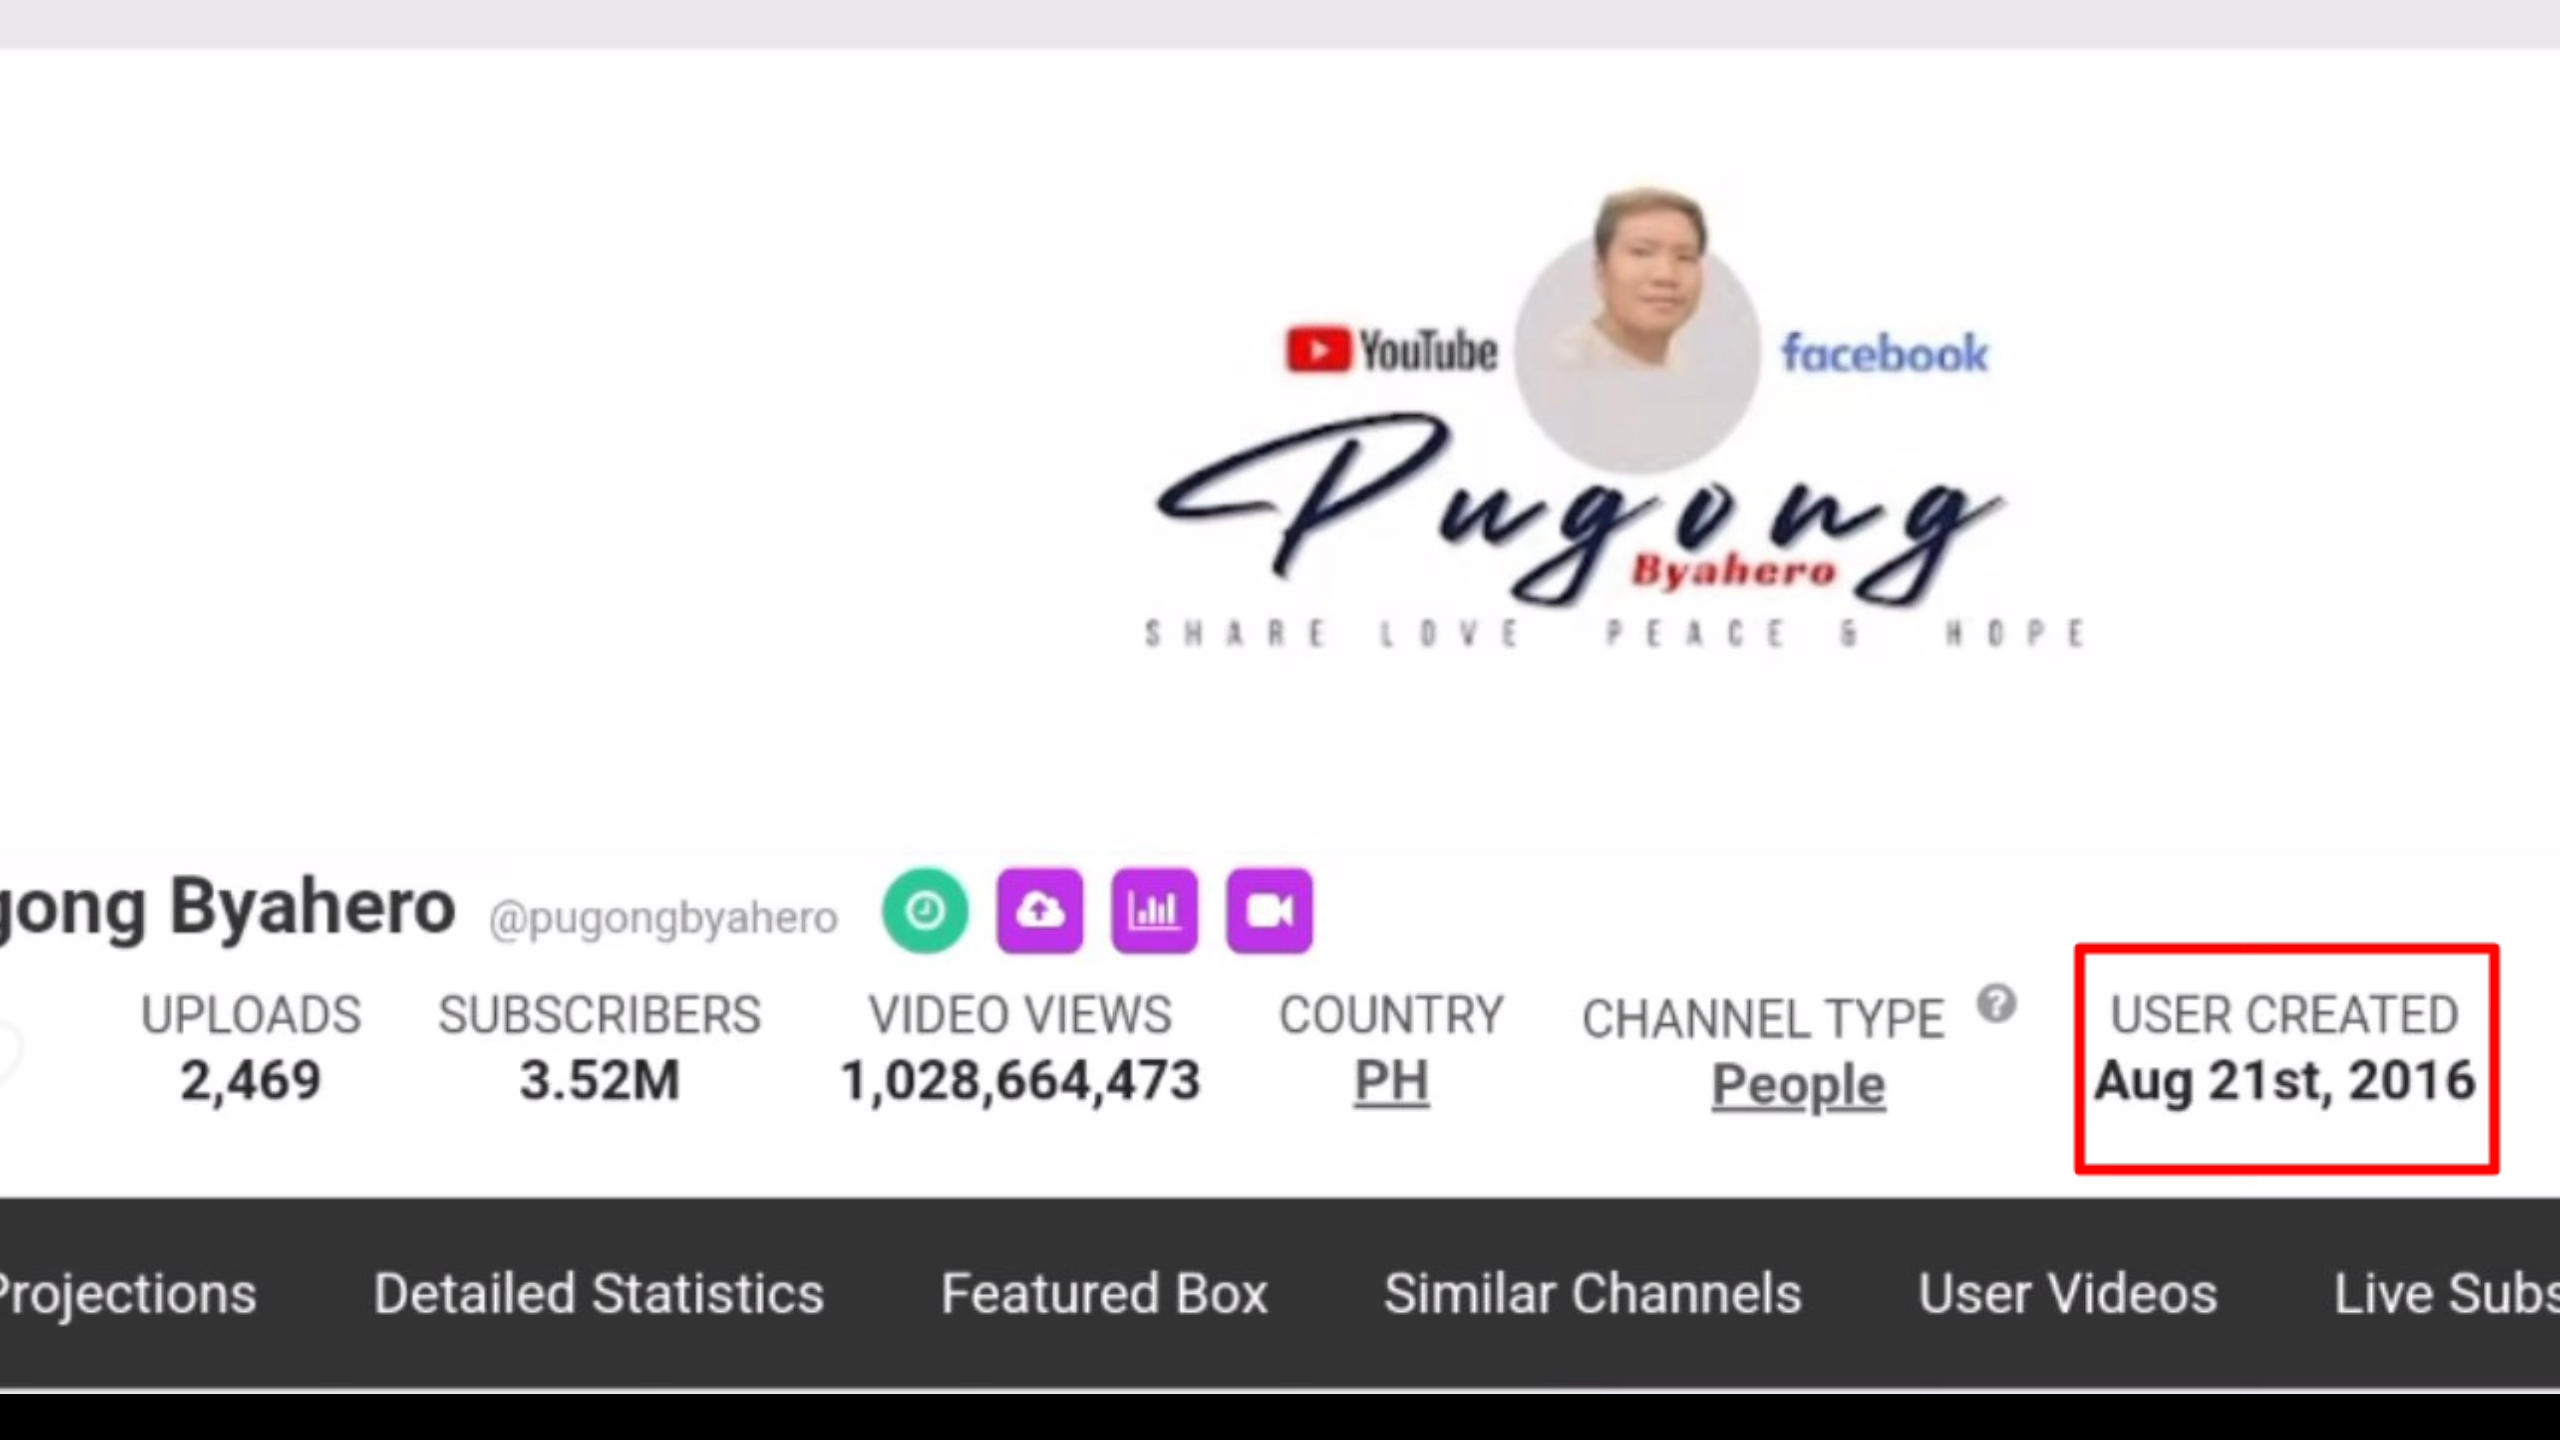 YouTube
facebook
Pugong
Byahero
SHARE LOVE PEACE & HOPE
gong Byahero @pugongbyahero
UPLOADS SUBSCRIBERS VIDEO VIEWS COUNTRY CHANNEL TYPE ? USER CREATED
2,469 3.52M 1,028,664,473 PH People Aug 21st, 2016
Projections Detailed Statistics Featured Box Similar Channels User Videos Live Subs